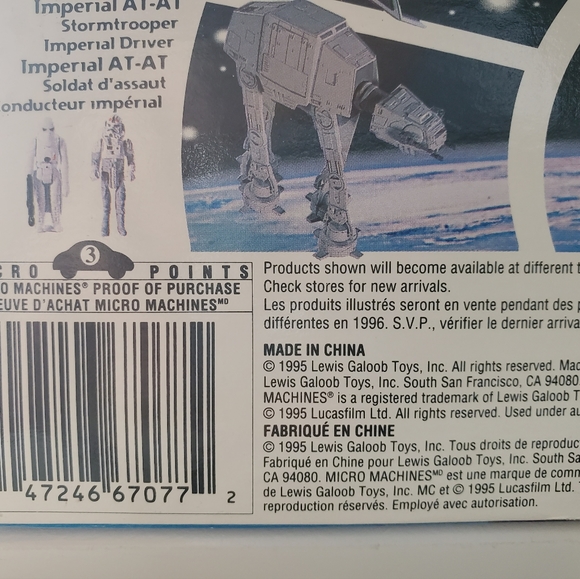 Imperial AT-AT
Stormtrooper
Imperial Driver
Imperial AT-AT
Soldat d'assaut
onducteur impérial
3
CRO POINTS
O MACHINES® PROOF OF PURCHASE
EUVE D'ACHAT MICRO MACHINES MD
47246 67077 2
Products shown will become available at different t
Check stores for new arrivals.
Les produits illustrés seront en vente pendant des p
différentes en 1996. S.V.P., vérifier le dernier arriva
MADE IN CHINA
© 1995 Lewis Galoob Toys, Inc. All rights reserved. Mac
Lewis Galoob Toys, Inc. South San Francisco, CA 94080
MACHINES® is a registered trademark of Lewis Galoob T
© 1995 Lucasfilm Ltd. All rights reserved. Used under au
FABRIQUÉ EN CHINE
© 1995 Lewis Galoob Toys, Inc. Tous droits de reproduc
Fabriqué en Chine pour Lewis Galoob Toys, Inc. South Sa
CA 94080. MICRO MACHINES MD est une marque de comm
de Lewis Galoob Toys, Inc. MC et © 1995 Lucasfilm Ltd.
reproduction réservés. Employé avec autorisation.